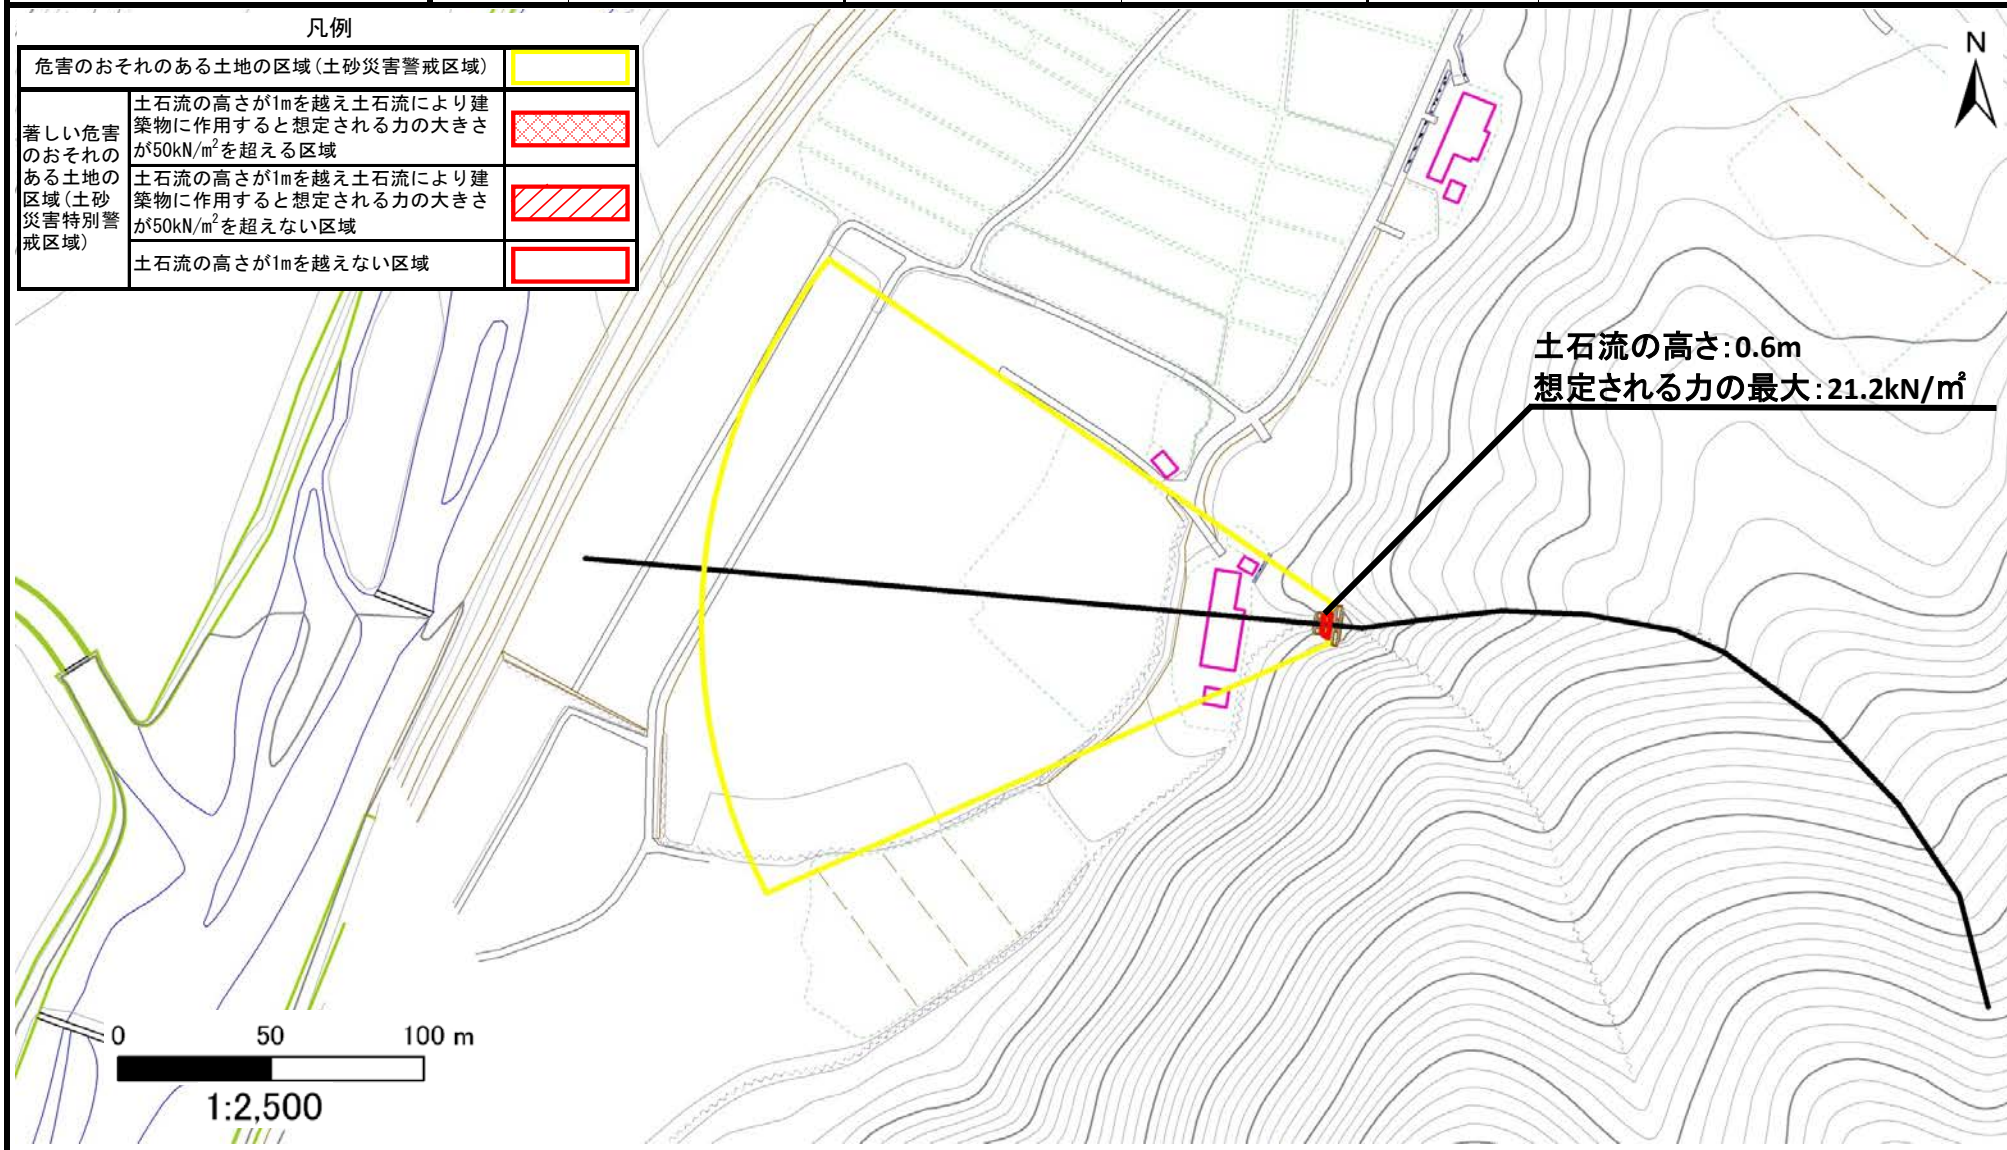 凡例
危害のおそれのある土地の区域(土砂災害警戒区域)
著しい危害
のおそれの
ある土地の
区域(土砂
災害特別警
戒区域)
土石流の高さが1mを越え土石流により建
築物に作用すると想定される力の大きさ
が50kN/m²を超える区域
土石流の高さが1mを越え土石流により建
築物に作用すると想定される力の大きさ
が50kN/m²を超えない区域
土石流の高さが1mを越えない区域
N
土石流の高さ:0.6m
想定される力の最大:21.2kN/㎡
0 50 100 m
1:2,500